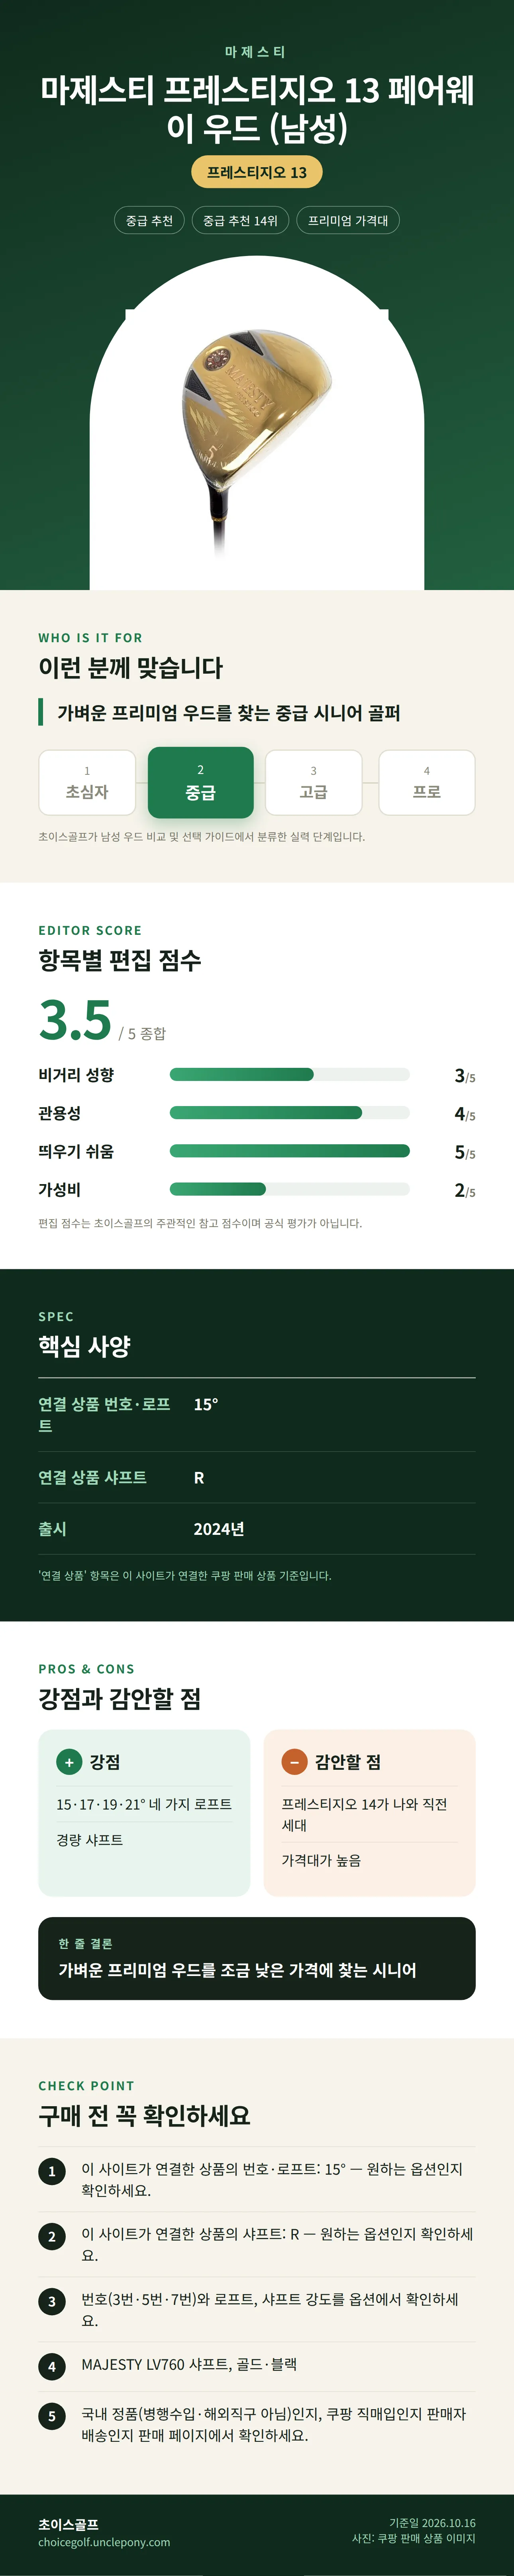 마제스티
마제스티 프레스티지오 13 페어웨
이 우드 (남성)
프레스티지오 13
중급 추천
중급 추천 14위
프리미엄 가격대
MAJESTY
5
WHO IS IT FOR
이런 분께 맞습니다
가벼운 프리미엄 우드를 찾는 중급 시니어 골퍼
1
초심자
2
중급
3
고급
4
프로
초이스골프가 남성 우드 비교 및 선택 가이드에서 분류한 실력 단계입니다.
EDITOR SCORE
항목별 편집 점수
3.5 / 5 종합
비거리 성향 3/5
관용성 4/5
띄우기 쉬움 5/5
가성비 2/5
편집 점수는 초이스골프의 주관적인 참고 점수이며 공식 평가가 아닙니다.
SPEC
핵심 사양
연결 상품 번호·로프
트
15°
연결 상품 샤프트 R
출시 2024년
'연결 상품' 항목은 이 사이트가 연결한 쿠팡 판매 상품 기준입니다.
PROS & CONS
강점과 감안할 점
+ 강점
15·17·19·21° 네 가지 로프트
경량 샤프트
− 감안할 점
프레스티지오 14가 나와 직전
세대
가격대가 높음
한 줄 결론
가벼운 프리미엄 우드를 조금 낮은 가격에 찾는 시니어
CHECK POINT
구매 전 꼭 확인하세요
1 이 사이트가 연결한 상품의 번호·로프트: 15° — 원하는 옵션인지
확인하세요.
2 이 사이트가 연결한 상품의 샤프트: R — 원하는 옵션인지 확인하세
요.
3 번호(3번·5번·7번)와 로프트, 샤프트 강도를 옵션에서 확인하세
요.
4 MAJESTY LV760 샤프트, 골드·블랙
5 국내 정품(병행수입·해외직구 아님)인지, 쿠팡 직매입인지 판매자
배송인지 판매 페이지에서 확인하세요.
초이스골프
choicegolf.unclepony.com
기준일 2026.10.16
사진: 쿠팡 판매 상품 이미지